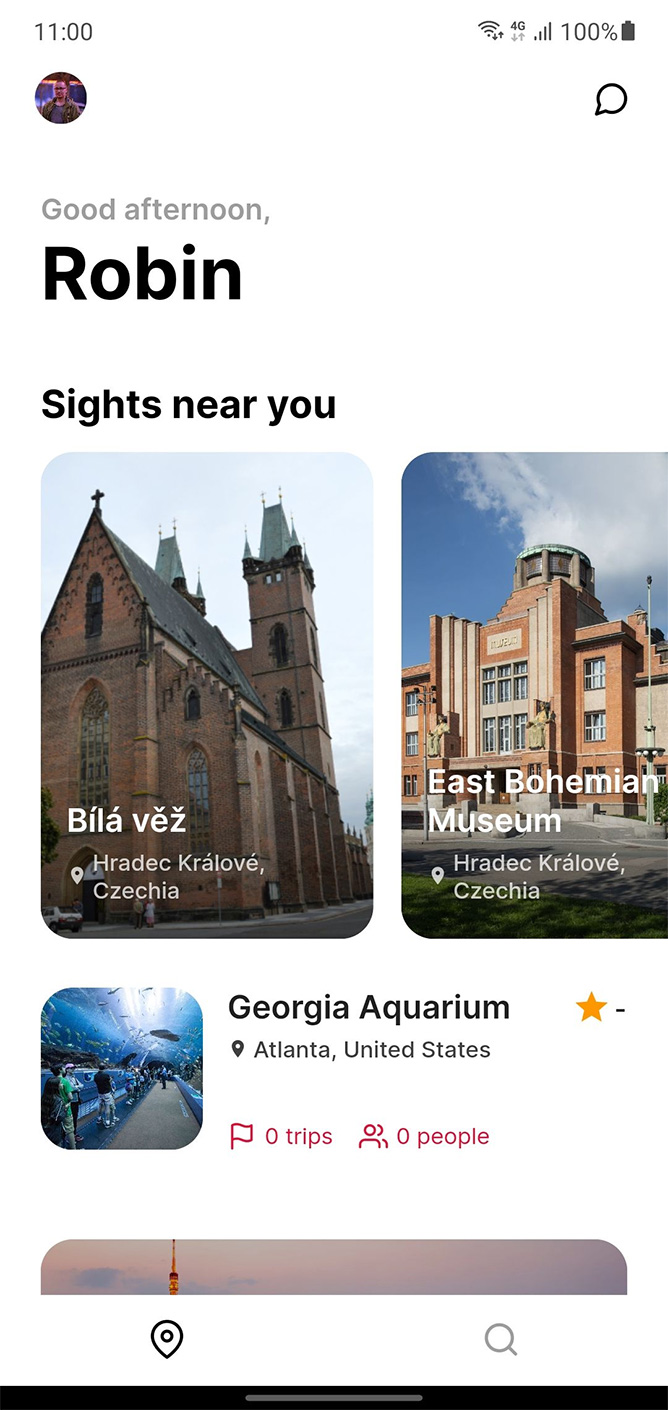 11:00
4G
100%
Good afternoon,
Robin
Sights near you
Bílá věž
Hradec Králové,
Czechia
MUSEUM
East Bohemian
Museum
Hradec Králové,
Czechia
Georgia Aquarium
-
Atlanta, United States
0 trips
0 people